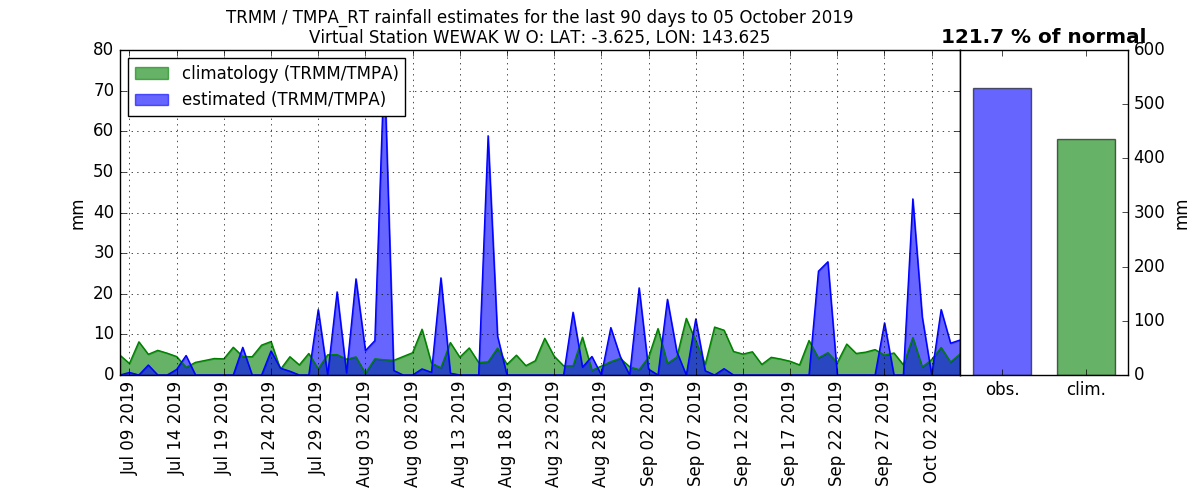 TRMM / TMPA_RT rainfall estimates for the last 90 days to 05 October 2019
Virtual Station WEWAK W O: LAT: -3.625, LON: 143.625
121.7 % of normal
climatology (TRMM/TMPA)
estimated (TRMM/TMPA)
80
70
60
50
40
30
20
10
0
mm
600
500
400
300
200
100
0
mm
obs.
clim.
Jul 09 2019
Jul 14 2019
Jul 19 2019
Jul 24 2019
Jul 29 2019
Aug 03 2019
Aug 08 2019
Aug 13 2019
Aug 18 2019
Aug 23 2019
Aug 28 2019
Sep 02 2019
Sep 07 2019
Sep 12 2019
Sep 17 2019
Sep 22 2019
Sep 27 2019
Oct 02 2019